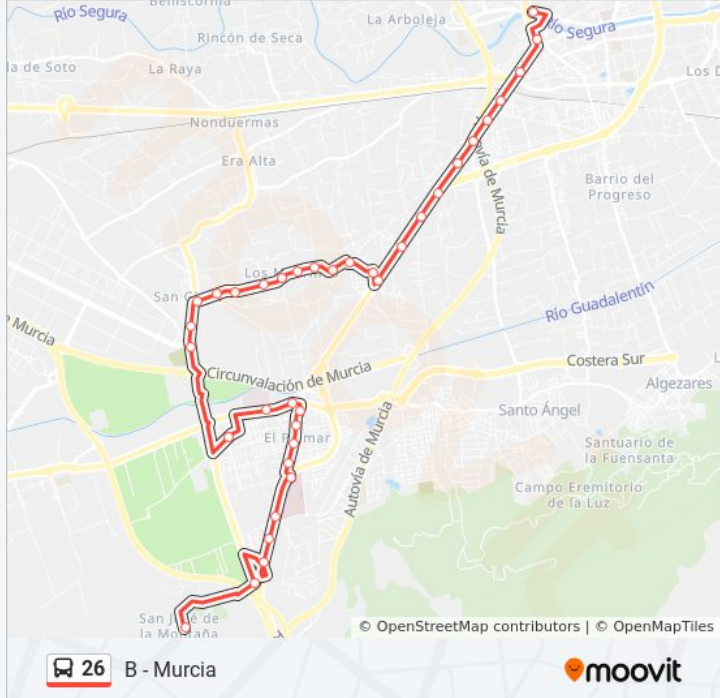 Beniscornia
Río Segura
La Arboleja
Río Segura
Rincón de Seca
la de Soto
La Raya
Los D
Nonduermas
Autovía de Murcia
Era Alta
Barrio del
Progreso
Los
San
Río Guadalentín
de Murcia
Circunvalación de Murcia
Costera Sur
Algezares
Santo Ángel
El Palmar
Autovía de Murcia
Santuario de
la Fuensanta
Campo Eremitorio
de la Luz
San José de
la Montaña
© OpenStreetMap contributors | © OpenMapTiles
26 B - Murcia
moovit